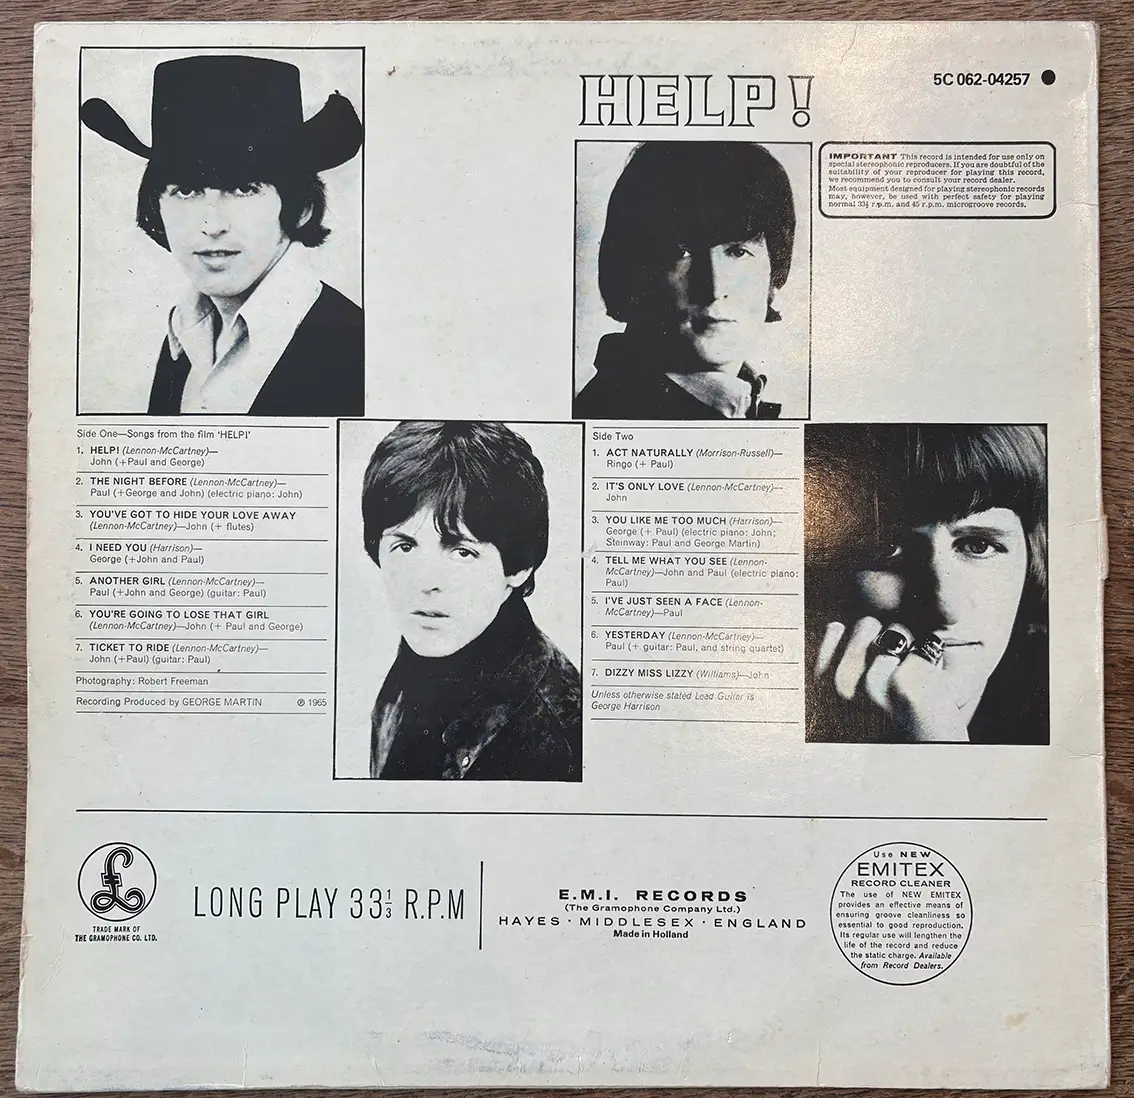 HELP!
5C 062-04257
IMPORTANT This record is intended for use only on
special stereophonic reproducers. If you are doubtful of the
suitability of your reproducer for playing this record,
we recommend you to consult your record dealer.
Most equipment designed for playing stereophonic records
may, however, be used with perfect safety for playing
normal 33⅓ r.p.m. and 45 r.p.m. microgroove records.
Side One—Songs from the film 'HELP!'
1. HELP! (Lennon-McCartney)—
John (+Paul and George)
2. THE NIGHT BEFORE (Lennon-McCartney)—
Paul (+George and John) (electric piano: John)
3. YOU'VE GOT TO HIDE YOUR LOVE AWAY
(Lennon-McCartney)—John (+ flutes)
4. I NEED YOU (Harrison)—
George (+John and Paul)
5. ANOTHER GIRL (Lennon-McCartney)—
Paul (+John and George) (guitar: Paul)
6. YOU'RE GOING TO LOSE THAT GIRL
(Lennon-McCartney)—John (+ Paul and George)
7. TICKET TO RIDE (Lennon-McCartney)—
John (+Paul) (guitar: Paul)
Photography: Robert Freeman
Recording Produced by GEORGE MARTIN ℗ 1965
Side Two
1. ACT NATURALLY (Morrison-Russell)—
Ringo (+ Paul)
2. IT'S ONLY LOVE (Lennon-McCartney)—
John
3. YOU LIKE ME TOO MUCH (Harrison)—
George (+ Paul) (electric piano: John;
Steinway: Paul and George Martin)
4. TELL ME WHAT YOU SEE (Lennon-
McCartney)—John and Paul (electric piano:
Paul)
5. I'VE JUST SEEN A FACE (Lennon-
McCartney)—Paul
6. YESTERDAY (Lennon-McCartney)—
Paul (+ guitar: Paul, and string quartet)
7. DIZZY MISS LIZZY (Williams)—John
Unless otherwise stated Lead Guitar is
George Harrison
£
TRADE MARK OF
THE GRAMOPHONE CO. LTD.
LONG PLAY 33⅓ R.P.M
E.M.I. RECORDS
(The Gramophone Company Ltd.)
HAYES · MIDDLESEX · ENGLAND
Made in Holland
Use NEW
EMITEX
RECORD CLEANER
The use of NEW EMITEX
provides an effective means of
ensuring groove cleanliness so
essential to good reproduction.
Its regular use will lengthen the
life of the record and reduce
the static charge. Available
from Record Dealers.